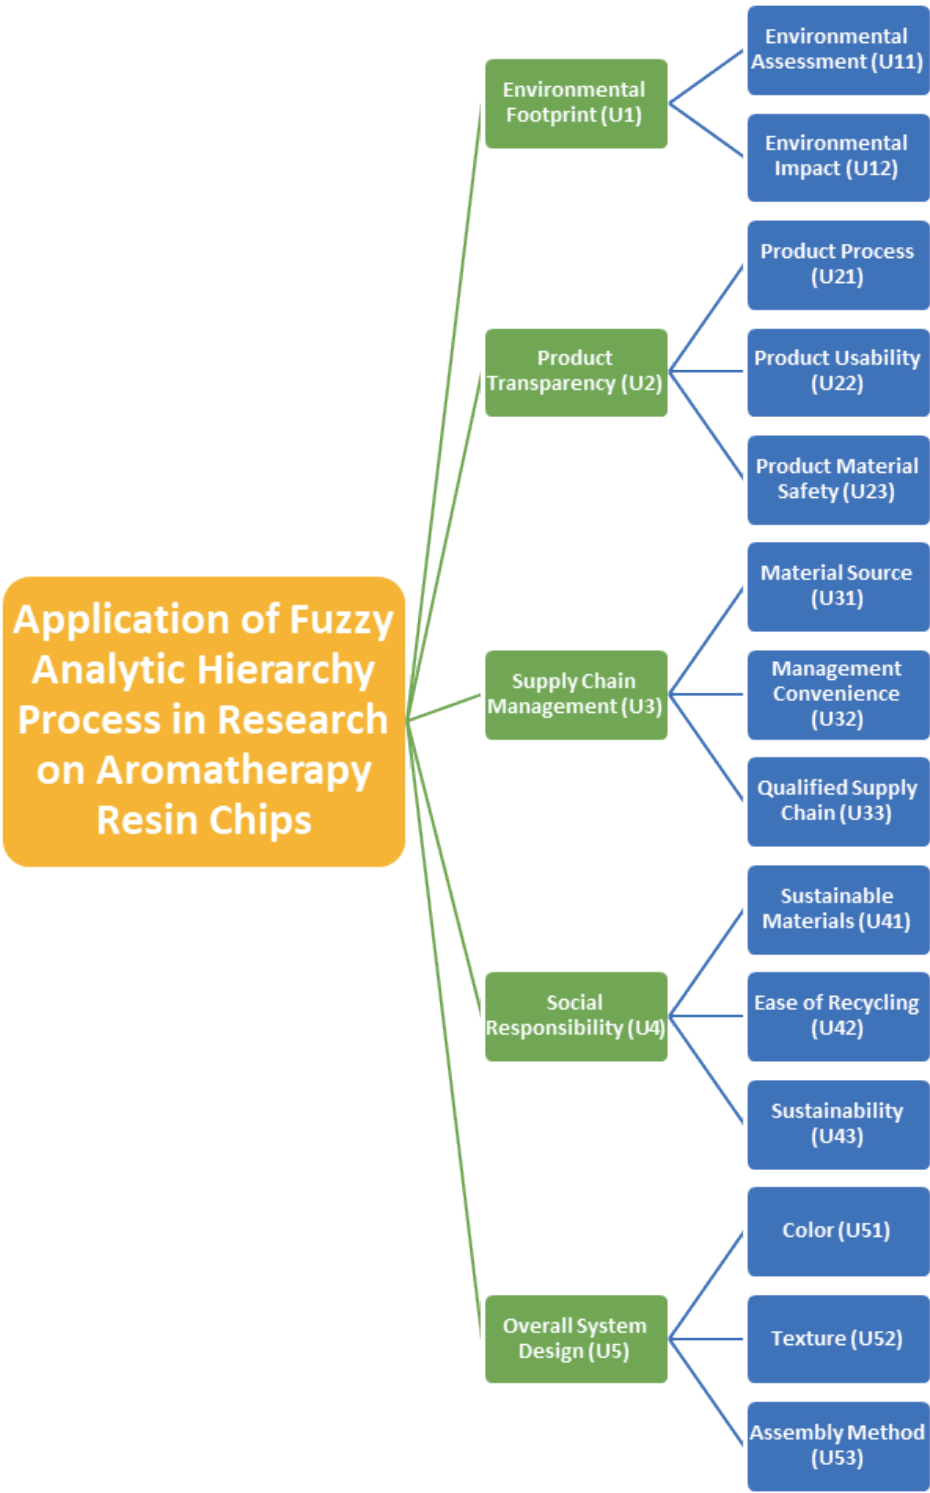 Application of Fuzzy
Analytic Hierarchy
Process in Research
on Aromatherapy
Resin Chips
Environmental
Footprint (U1)
Environmental
Assessment (U11)
Environmental
Impact (U12)
Product
Transparency (U2)
Product Process
(U21)
Product Usability
(U22)
Product Material
Safety (U23)
Supply Chain
Management (U3)
Material Source
(U31)
Management
Convenience
(U32)
Qualified Supply
Chain (U33)
Social
Responsibility (U4)
Sustainable
Materials (U41)
Ease of Recycling
(U42)
Sustainability
(U43)
Overall System
Design (U5)
Color (U51)
Texture (U52)
Assembly Method
(U53)